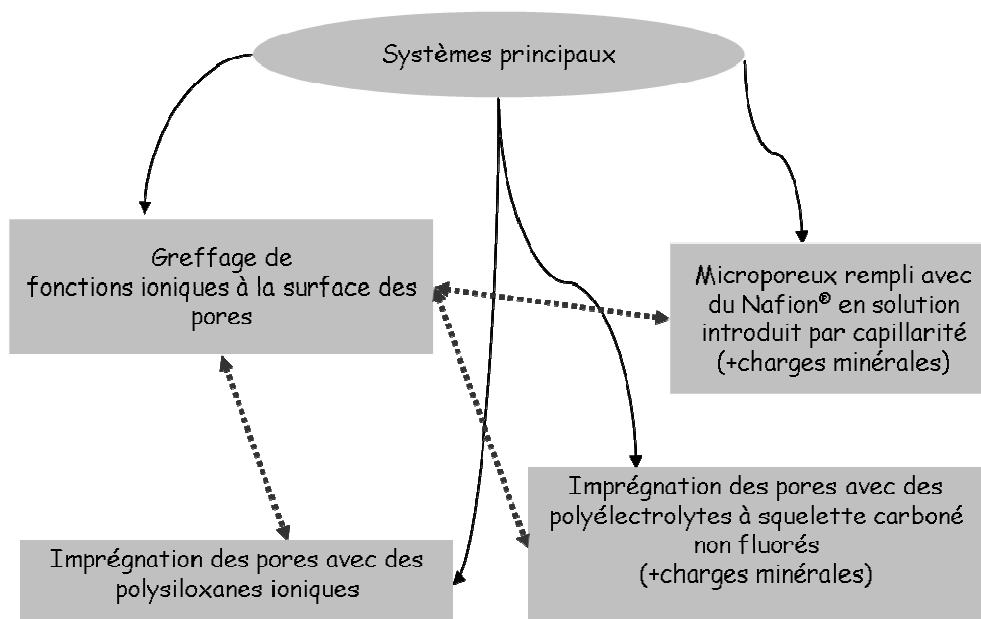 Systèmes principaux
Greffage de
fonctions ioniques à la surface des
pores
Microporeux rempli avec
du Nafion® en solution
introduit par capillarité
(+charges minérales)
Imprégnation des pores avec des
polyélectrolytes à squelette carboné
non fluorés
(+charges minérales)
Imprégnation des pores avec des
polysiloxanes ioniques